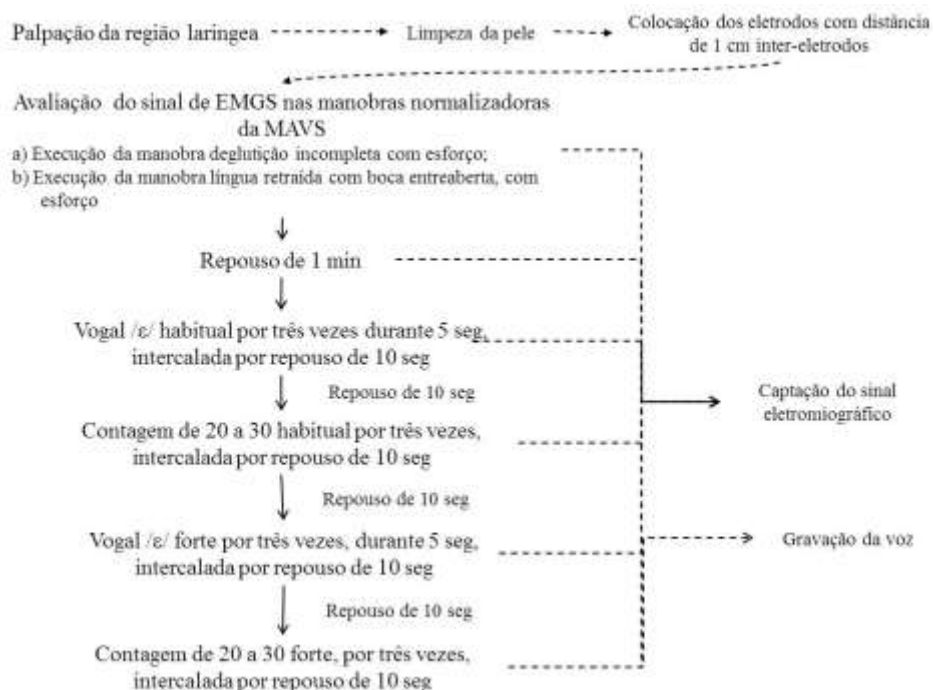 Palpação da região laringea
Limpeza da pele
Colocação dos eletrodos com distância
de 1 cm inter-eletrodos
Avaliação do sinal de EMGS nas manobras normalizadoras
da MAVS
a) Execução da manobra deglutição incompleta com esforço;
b) Execução da manobra língua retraída com boca entreaberta, com
esforço
Repouso de 1 min
Vogal /ε/ habitual por três vezes durante 5 seg,
intercalada por repouso de 10 seg
Repouso de 10 seg
Contagem de 20 a 30 habitual por três vezes,
intercalada por repouso de 10 seg
Repouso de 10 seg
Vogal /ε/ forte por três vezes, durante 5 seg,
intercalada por repouso de 10 seg
Repouso de 10 seg
Contagem de 20 a 30 forte, por três vezes,
intercalada por repouso de 10 seg
Captação do sinal
eletromiográfico
Gravação da voz